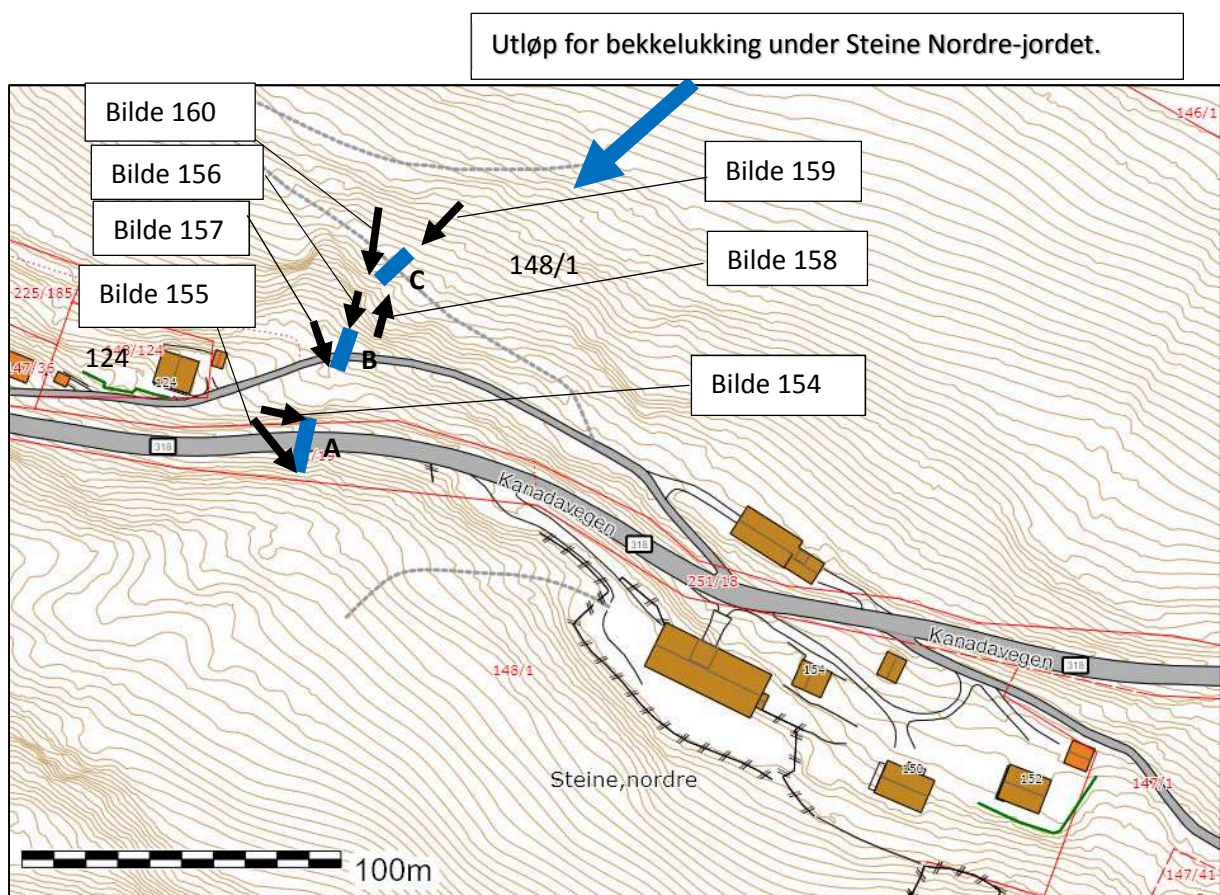 Utløp for bekkelukking under Steine Nordre-jordet.
Bilde 160
146/1
Bilde 156
Bilde 159
Bilde 157
148/1
Bilde 158
C
225/185
Bilde 155
B
124
148/124
147/36
124
Bilde 154
A
318
Kanadavegen
318
251/18
Kanadavegen
318
148/1
154
Steine,nordre
150
152
147/1
100m
147/41